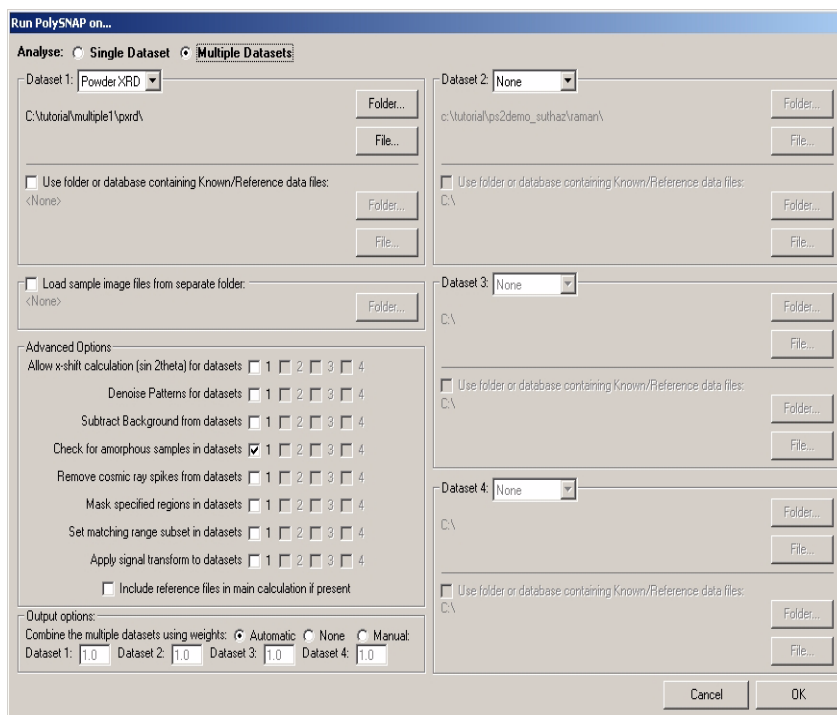 Run PolySNAP on...
Analyse: Single Dataset Multiple Datasets
Dataset 1: Powder XRD
C:\tutorial\multiple1\pxrd\
Folder...
File...
Use folder or database containing Known/Reference data files:
<None>
Folder...
File...
Load sample image files from separate folder:
<None>
Folder...
Advanced Options
Allow x-shift calculation (sin 2theta) for datasets 1 2 3 4
Denoise Patterns for datasets 1 2 3 4
Subtract Background from datasets 1 2 3 4
Check for amorphous samples in datasets 1 2 3 4
Remove cosmic ray spikes from datasets 1 2 3 4
Mask specified regions in datasets 1 2 3 4
Set matching range subset in datasets 1 2 3 4
Apply signal transform to datasets 1 2 3 4
Include reference files in main calculation if present
Output options:
Combine the multiple datasets using weights: Automatic None Manual:
Dataset 1: 1.0 Dataset 2: 1.0 Dataset 3: 1.0 Dataset 4: 1.0
Dataset 2: None
c:\tutorial\ps2demo_suthaz\raman\
Folder...
File...
Use folder or database containing Known/Reference data files:
C:\
Folder...
File...
Dataset 3: None
C:\
Folder...
File...
Use folder or database containing Known/Reference data files:
C:\
Folder...
File...
Dataset 4: None
C:\
Folder...
File...
Use folder or database containing Known/Reference data files:
C:\
Folder...
File...
Cancel OK